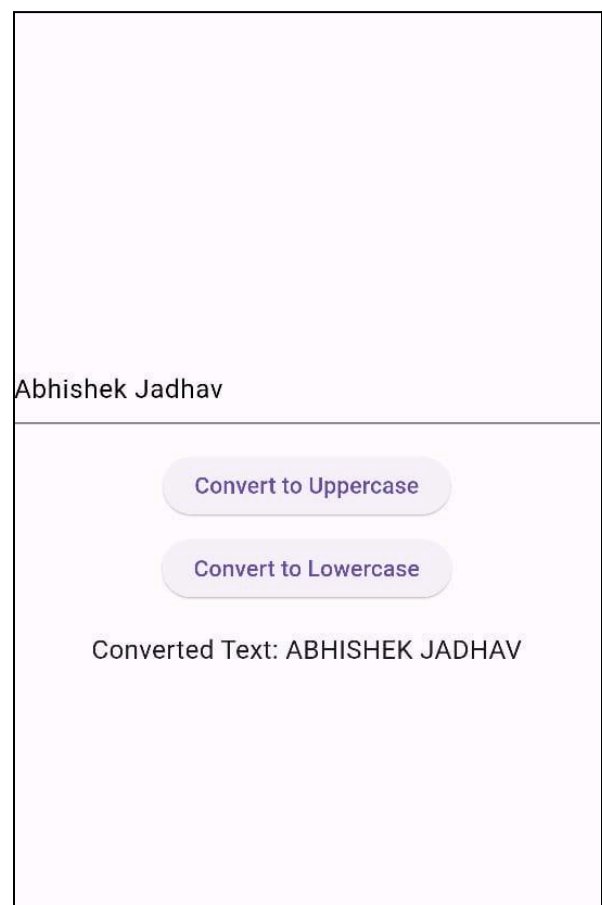 Abhishek Jadhav
Convert to Uppercase
Convert to Lowercase
Converted Text: ABHISHEK JADHAV